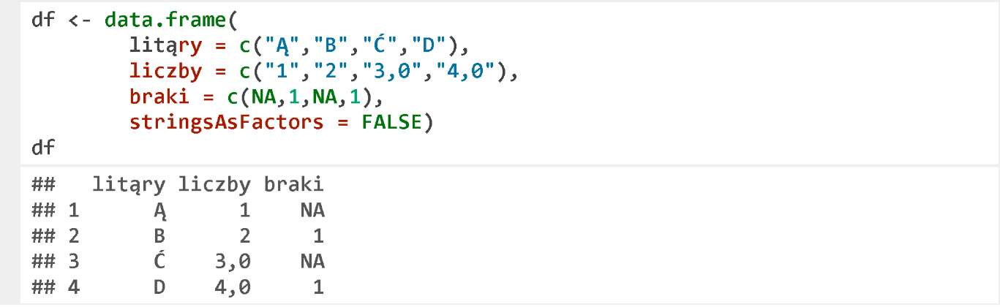 df <- data.frame(
        litąry = c("Ą","B","Ć","D"),
        liczby = c("1","2","3,0","4,0"),
        braki = c(NA,1,NA,1),
        stringsAsFactors = FALSE)
df
##   litąry liczby braki
## 1      Ą      1    NA
## 2      B      2     1
## 3      Ć    3,0    NA
## 4      D    4,0     1